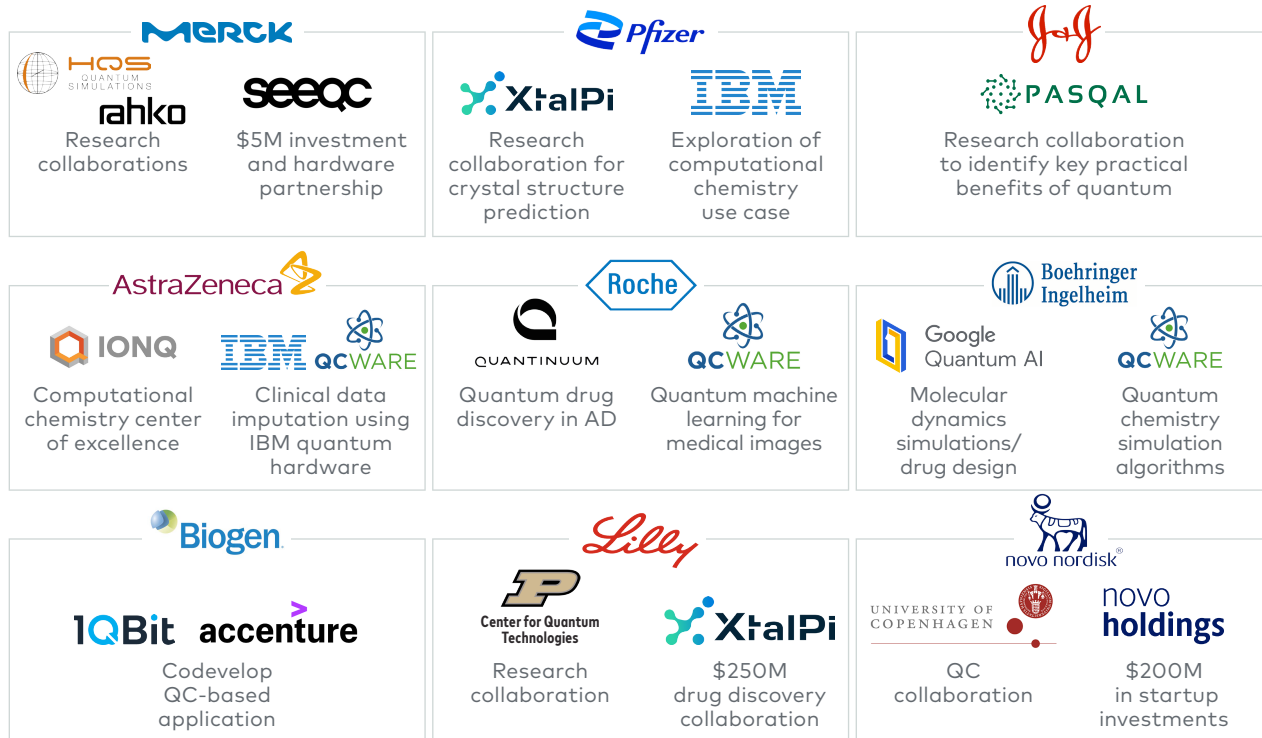 MERCK
HQS
QUANTUM
SIMULATIONS
rahko
Research
collaborations
seeqc
$5M investment
and hardware
partnership
Pfizer
XtalPi
Research
collaboration for
crystal structure
prediction
IBM
Exploration of
computational
chemistry
use case
J&J
PASQAL
Research collaboration
to identify key practical
benefits of quantum
AstraZeneca
IONQ
Computational
chemistry center
of excellence
IBM
QCWARE
Clinical data
imputation using
IBM quantum
hardware
Roche
QUANTINUUM
Quantum drug
discovery in AD
QCWARE
Quantum machine
learning for
medical images
Boehringer
Ingelheim
Google
Quantum AI
Molecular
dynamics
simulations/
drug design
QCWARE
Quantum
chemistry
simulation
algorithms
Biogen
1QBit
accenture
Codevelop
QC-based
application
Lilly
P
Center for Quantum
Technologies
Research
collaboration
XtalPi
$250M
drug discovery
collaboration
novo nordisk®
UNIVERSITY OF
COPENHAGEN
QC
collaboration
novo
holdings
$200M
in startup
investments